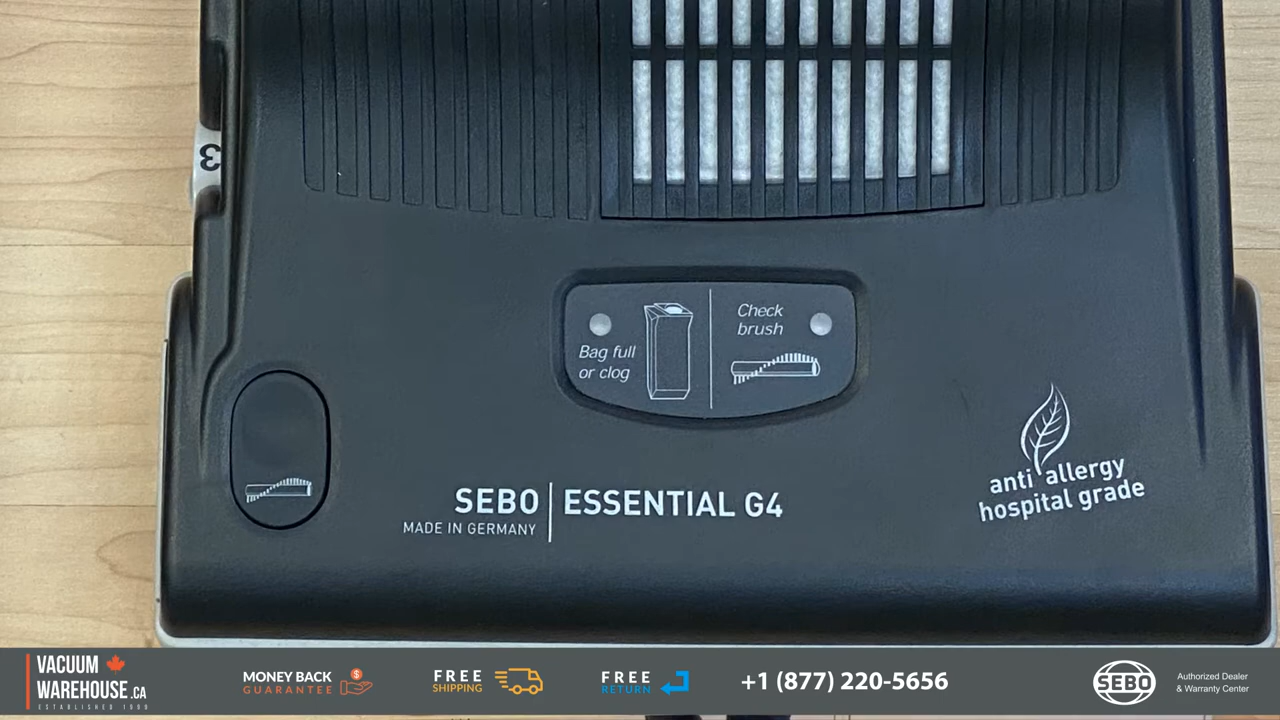 3
Bag full
or clog
Check
brush
SEBO | ESSENTIAL G4
MADE IN GERMANY
anti allergy
hospital grade
VACUUM
WAREHOUSE.CA
ESTABLISHED 1989
MONEY BACK
GUARANTEE
FREE
SHIPPING
FREE
RETURN
+1 (877) 220-5656
SEBO
Authorized Dealer
& Warranty Center